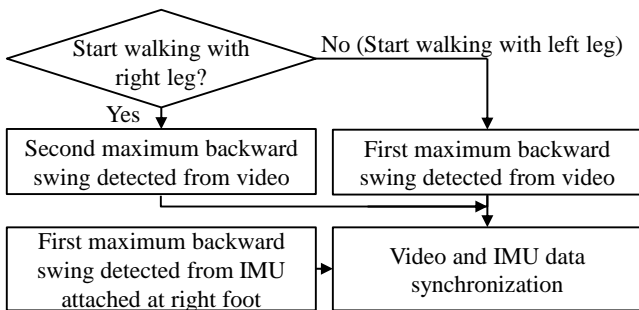 Start walking with
right leg?
No (Start walking with left leg)
Yes
Second maximum backward
swing detected from video
First maximum backward
swing detected from video
First maximum backward
swing detected from IMU
attached at right foot
Video and IMU data
synchronization